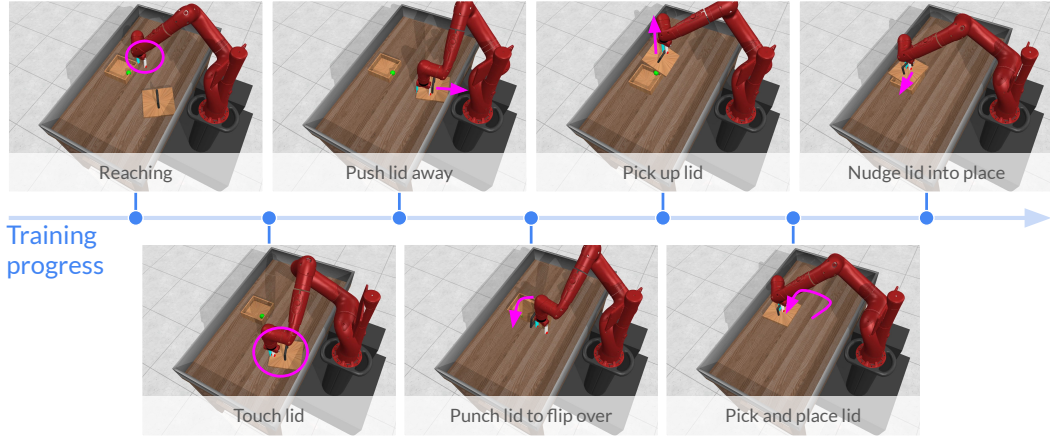 Reaching
Push lid away
Pick up lid
Nudge lid into place
Training
progress
Touch lid
Punch lid to flip over
Pick and place lid